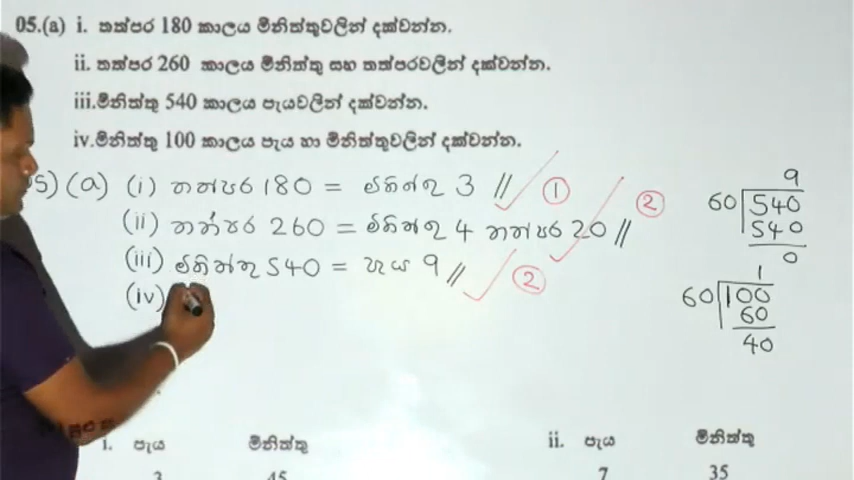 05.(a) i. තත්පර 180 කාලය මිනිත්තුවලින් දක්වන්න.
ii. තත්පර 260 කාලය මිනිත්තු සහ තත්පරවලින් දක්වන්න.
iii.මිනිත්තු 540 කාලය පැයවලින් දක්වන්න.
iv.මිනිත්තු 100 කාලය පැය හා මිනිත්තුවලින් දක්වන්න.
5) (a) (i) තත්පර 180 = මිනිත්තු 3 // ①
(ii) තත්පර 260 = මිනිත්තු 4 තත්පර 20 // ②
(iii) මිනිත්තු 540 = පැය 9 // ②
(iv)
9
60 540
540
0
1
60 100
60
40
i. පැය මිනිත්තු
3 45
ii. පැය මිනිත්තු
7 35